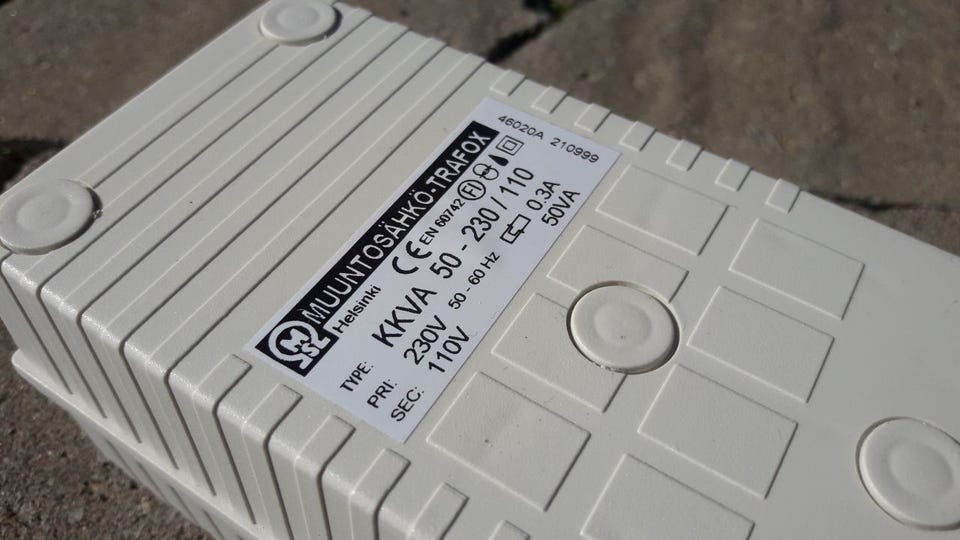 46020A 210999
MUUNTOSÄHKÖ-TRAFOX
Helsinki CE EN 60742 FI
TYPE: KKVA 50 - 230 / 110
PRI: 230V 50 - 60 Hz 0.3A
SEC: 110V 50VA